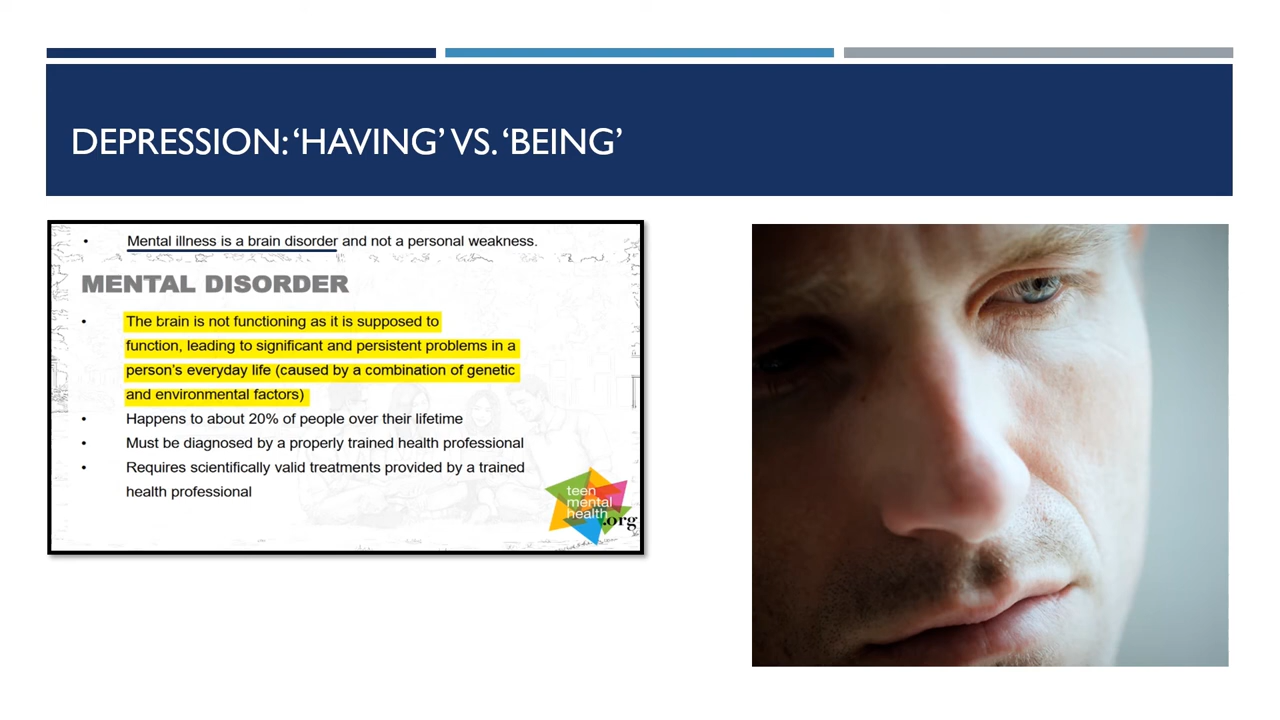 DEPRESSION: ‘HAVING’ VS. ‘BEING’
• Mental illness is a brain disorder and not a personal weakness.
MENTAL DISORDER
• The brain is not functioning as it is supposed to
function, leading to significant and persistent problems in a
person's everyday life (caused by a combination of genetic
and environmental factors)
• Happens to about 20% of people over their lifetime
• Must be diagnosed by a properly trained health professional
• Requires scientifically valid treatments provided by a trained
health professional
teen
mental
health
.org